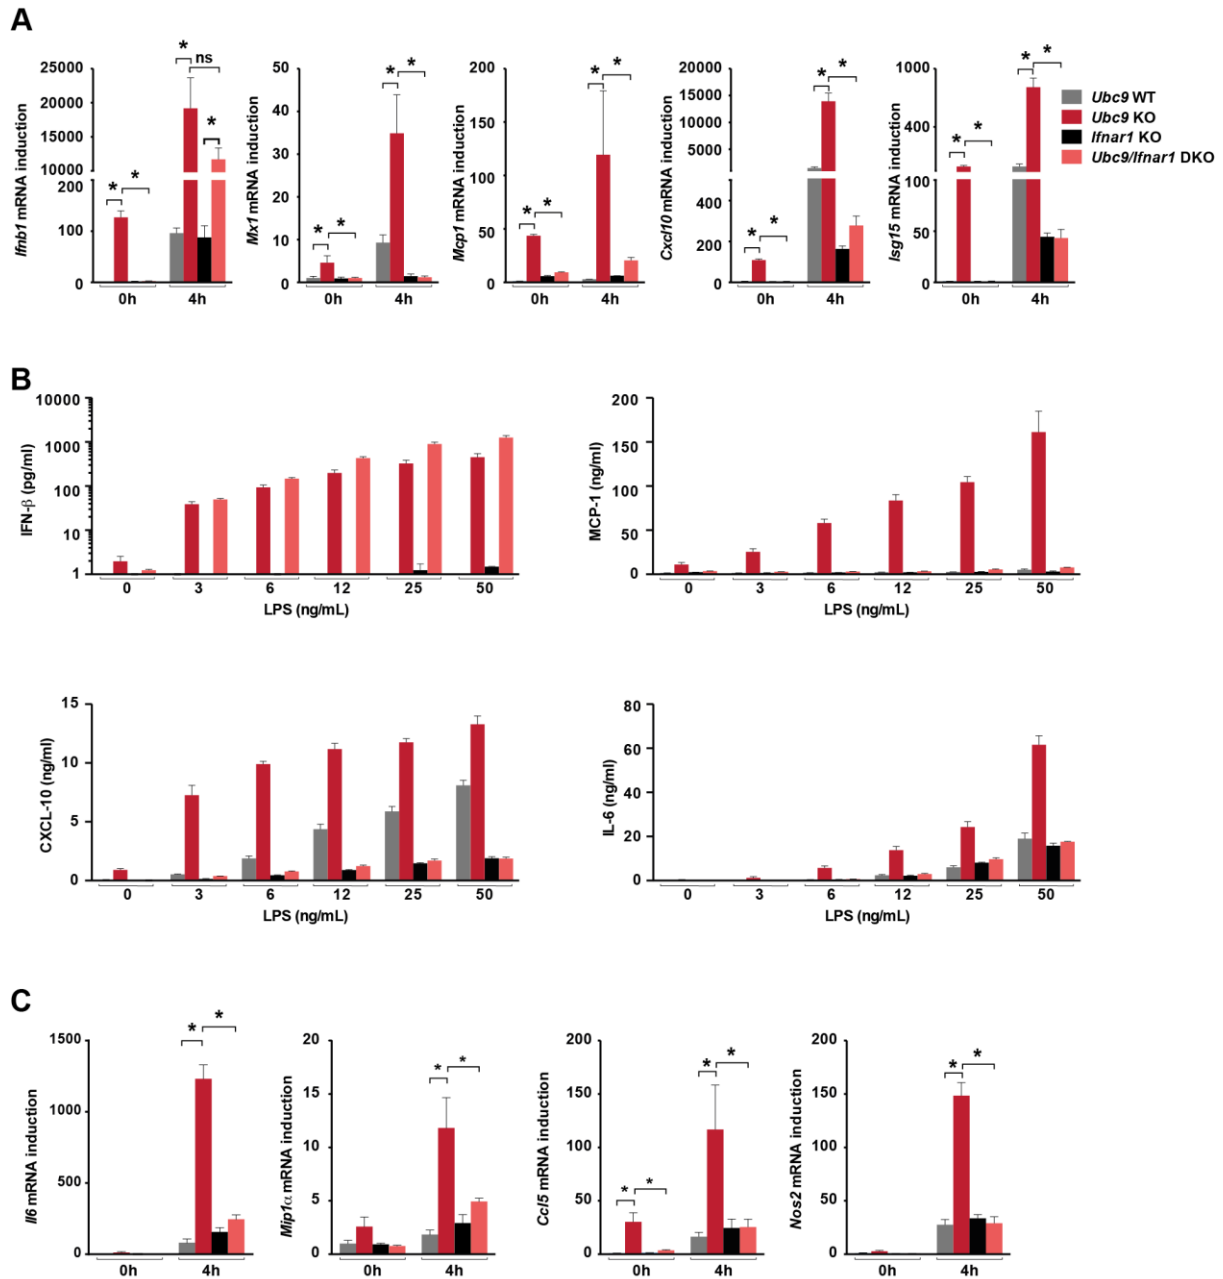 A
Ifnb1 mRNA induction
25000
20000
15000
10000
200
100
0
* ns
*
* *
0h 4h
Mx1 mRNA induction
50
40
30
20
10
0
* *
* *
0h 4h
Mcp1 mRNA induction
200
150
100
50
0
* *
* *
0h 4h
Cxcl10 mRNA induction
20000
15000
10000
5000
400
200
0
* *
* *
0h 4h
Isg15 mRNA induction
1000
400
100
50
0
* *
* *
0h 4h
Ubc9 WT
Ubc9 KO
Ifnar1 KO
Ubc9/Ifnar1 DKO
B
IFN-β (pg/ml)
10000
1000
100
10
1
0 3 6 12 25 50
LPS (ng/mL)
MCP-1 (ng/ml)
200
150
100
50
0
0 3 6 12 25 50
LPS (ng/mL)
CXCL-10 (ng/ml)
15
10
5
0
0 3 6 12 25 50
LPS (ng/mL)
IL-6 (ng/ml)
80
60
40
20
0
0 3 6 12 25 50
LPS (ng/mL)
C
Il6 mRNA induction
1500
1000
500
0
* *
0h 4h
Mip1α mRNA induction
20
15
10
5
0
* *
0h 4h
Ccl5 mRNA induction
200
150
100
50
0
* *
* *
0h 4h
Nos2 mRNA induction
200
150
100
50
0
* *
0h 4h